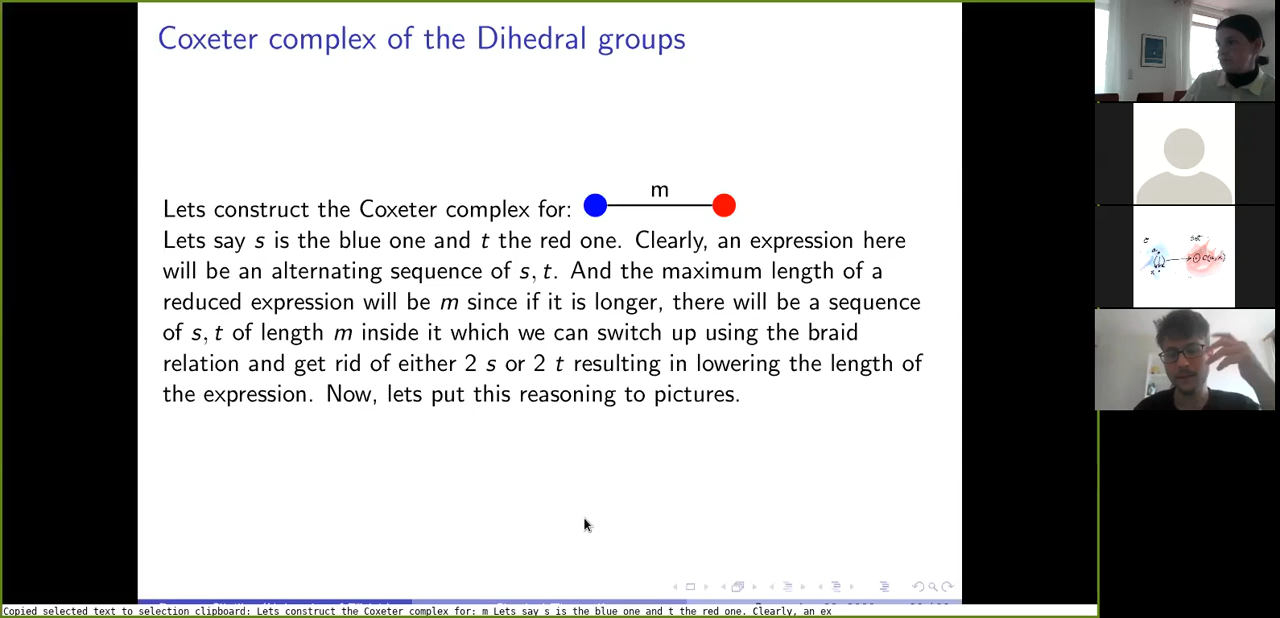 Coxeter complex of the Dihedral groups
m
Lets construct the Coxeter complex for:
Lets say s is the blue one and t the red one. Clearly, an expression here
will be an alternating sequence of s, t. And the maximum length of a
reduced expression will be m since if it is longer, there will be a sequence
of s, t of length m inside it which we can switch up using the braid
relation and get rid of either 2 s or 2 t resulting in lowering the length of
the expression. Now, lets put this reasoning to pictures.
Copied selected text to selection clipboard: Lets construct the Coxeter complex for: m Lets say s is the blue one and t the red one. Clearly, an ex